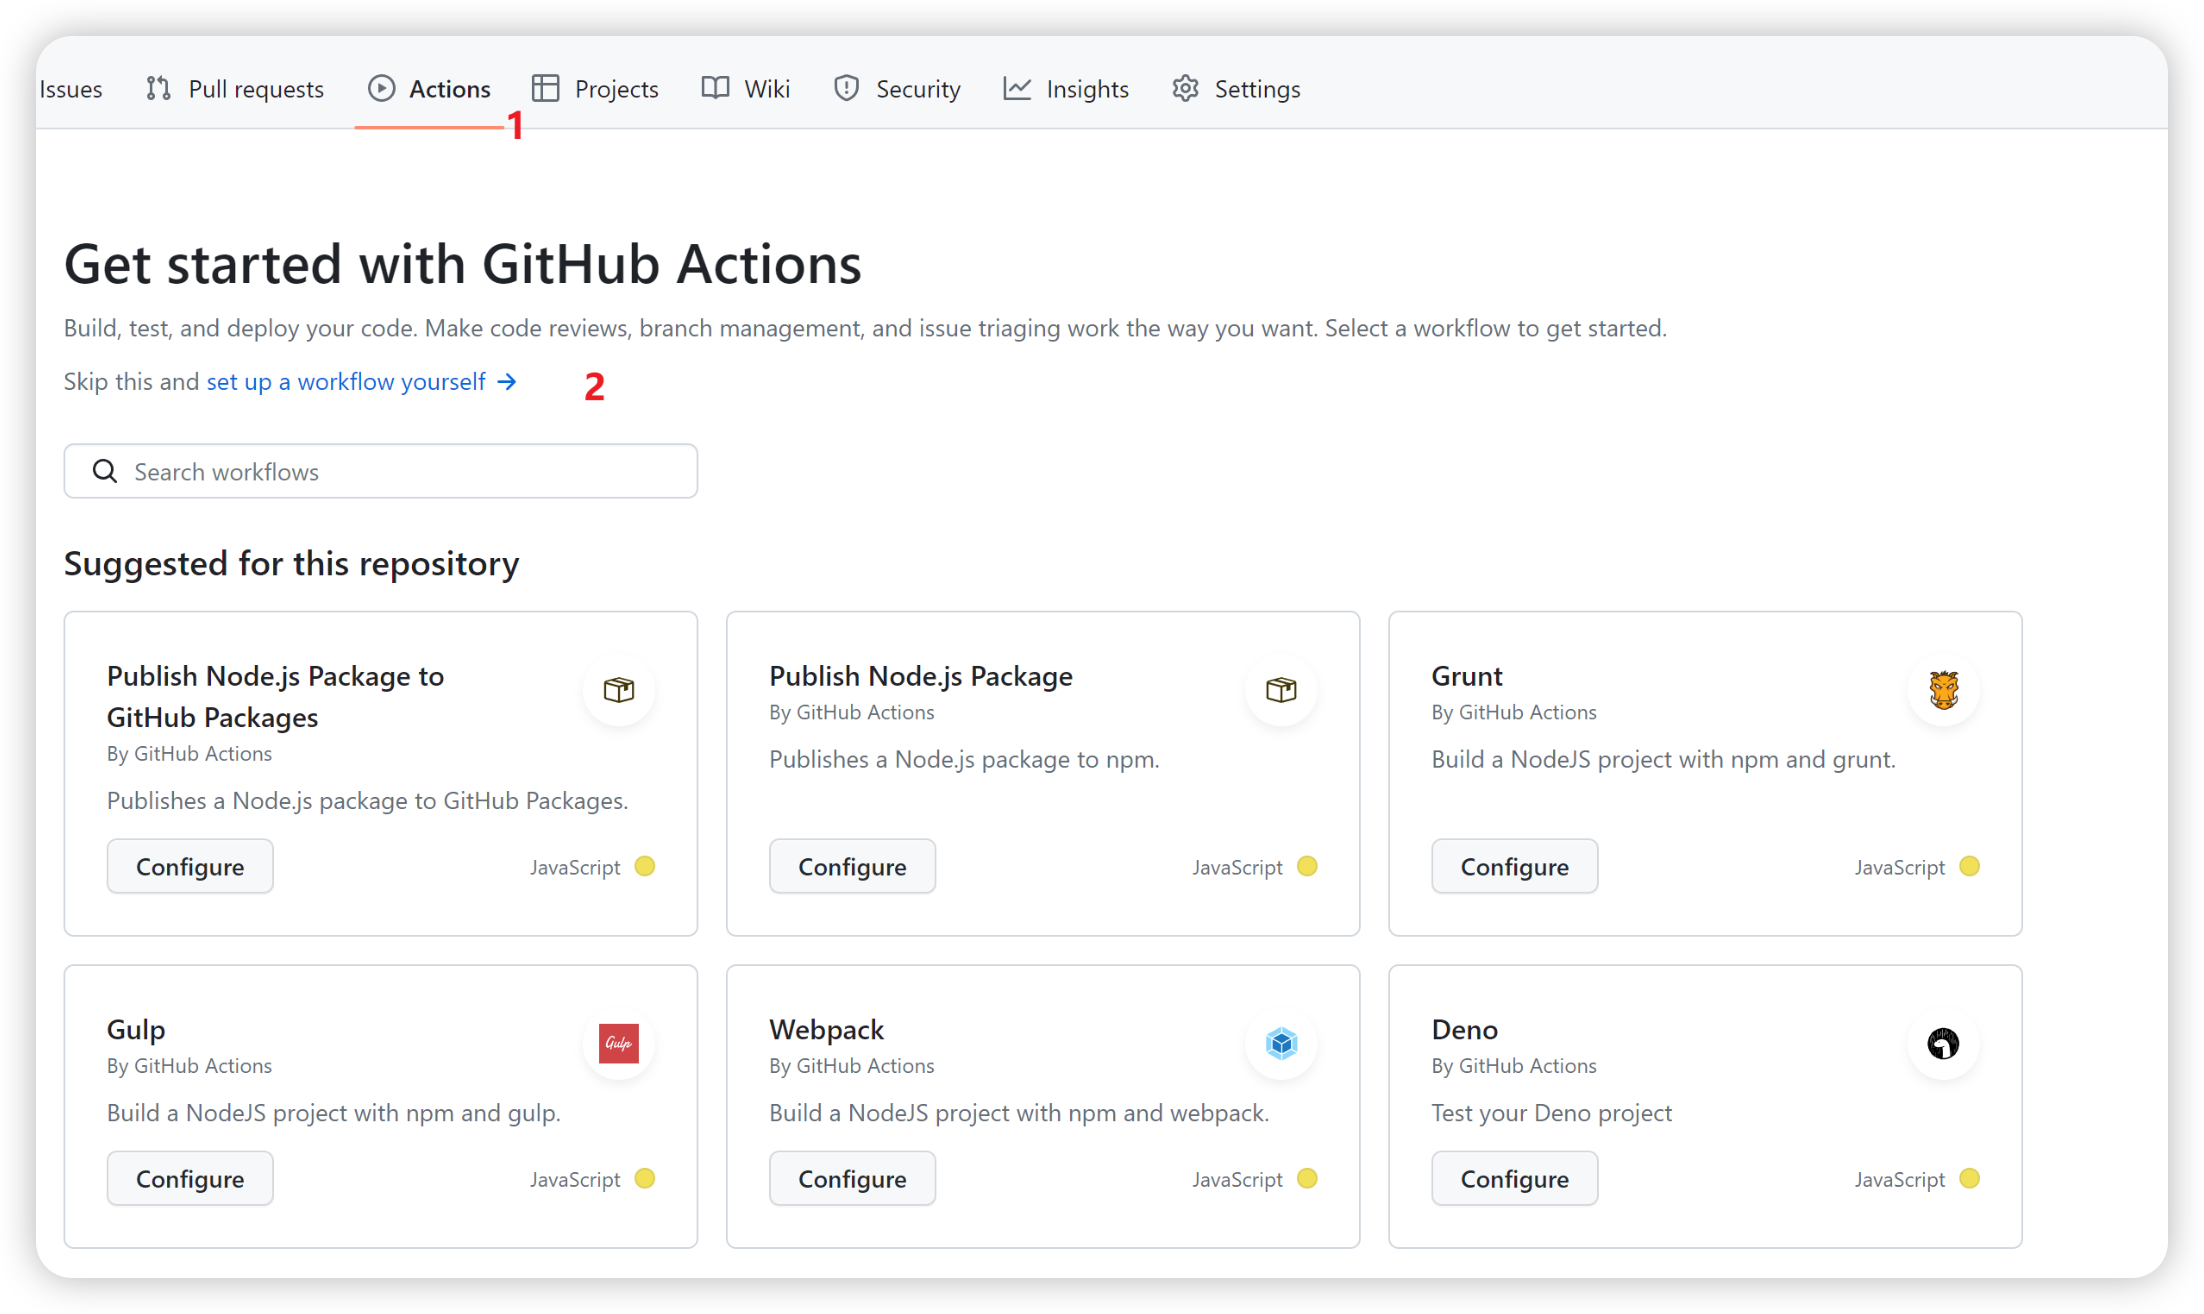 Issues Pull requests Actions Projects Wiki Security Insights Settings
1
Get started with GitHub Actions
Build, test, and deploy your code. Make code reviews, branch management, and issue triaging work the way you want. Select a workflow to get started.
Skip this and set up a workflow yourself →
2
Search workflows
Suggested for this repository
Publish Node.js Package to
GitHub Packages
By GitHub Actions
Publishes a Node.js package to GitHub Packages.
Configure
JavaScript
Publish Node.js Package
By GitHub Actions
Publishes a Node.js package to npm.
Configure
JavaScript
Grunt
By GitHub Actions
Build a NodeJS project with npm and grunt.
Configure
JavaScript
Gulp
By GitHub Actions
Gulp
Build a NodeJS project with npm and gulp.
Configure
JavaScript
Webpack
By GitHub Actions
Build a NodeJS project with npm and webpack.
Configure
JavaScript
Deno
By GitHub Actions
Test your Deno project
Configure
JavaScript